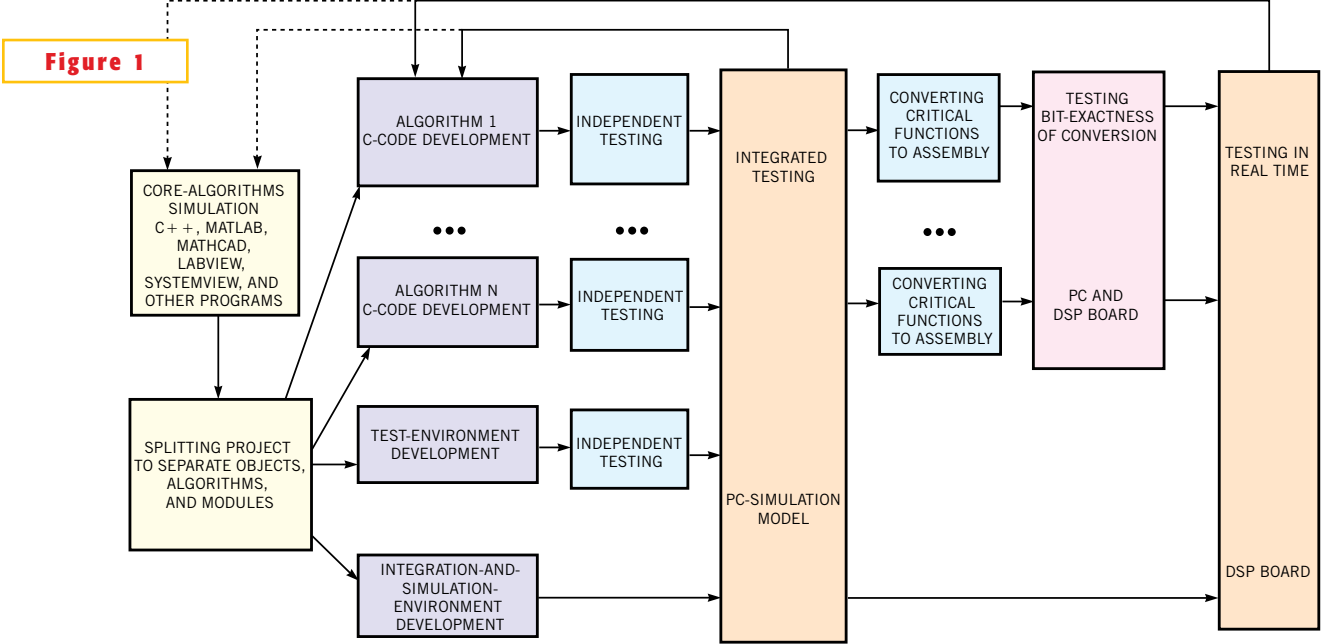 Figure 1
CORE-ALGORITHMS
SIMULATION
C++, MATLAB,
MATHCAD,
LABVIEW,
SYSTEMVIEW, AND
OTHER PROGRAMS
SPLITTING PROJECT
TO SEPARATE OBJECTS,
ALGORITHMS,
AND MODULES
ALGORITHM 1
C-CODE DEVELOPMENT
•••
ALGORITHM N
C-CODE DEVELOPMENT
TEST-ENVIRONMENT
DEVELOPMENT
INTEGRATION-AND-
SIMULATION-
ENVIRONMENT
DEVELOPMENT
INDEPENDENT
TESTING
•••
INDEPENDENT
TESTING
INDEPENDENT
TESTING
INTEGRATED
TESTING
PC-SIMULATION
MODEL
CONVERTING
CRITICAL
FUNCTIONS
TO ASSEMBLY
•••
CONVERTING
CRITICAL
FUNCTIONS
TO ASSEMBLY
TESTING
BIT-EXACTNESS
OF CONVERSION
PC AND
DSP BOARD
TESTING IN
REAL TIME
DSP BOARD